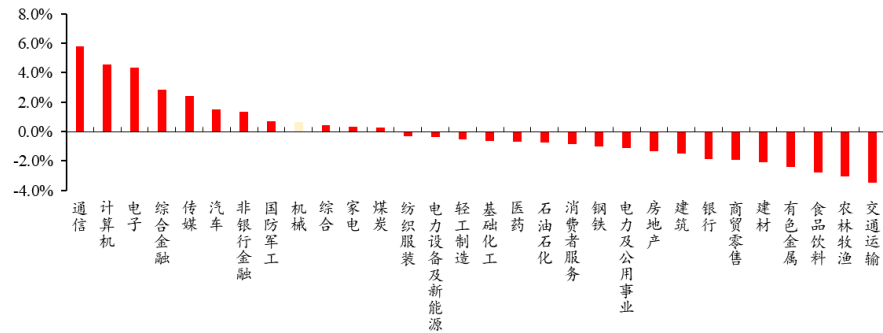 8.0%
6.0%
4.0%
2.0%
0.0%
-2.0%
-4.0%
通信
计算机
电子
综合金融
传媒
汽车
非银行金融
国防军工
机械
综合
家电
煤炭
纺织服装
电力设备及新能源
轻工制造
基础化工
医药
石油石化
消费者服务
钢铁
电力及公用事业
房地产
建筑
银行
商贸零售
建材
有色金属
食品饮料
农林牧渔
交通运输